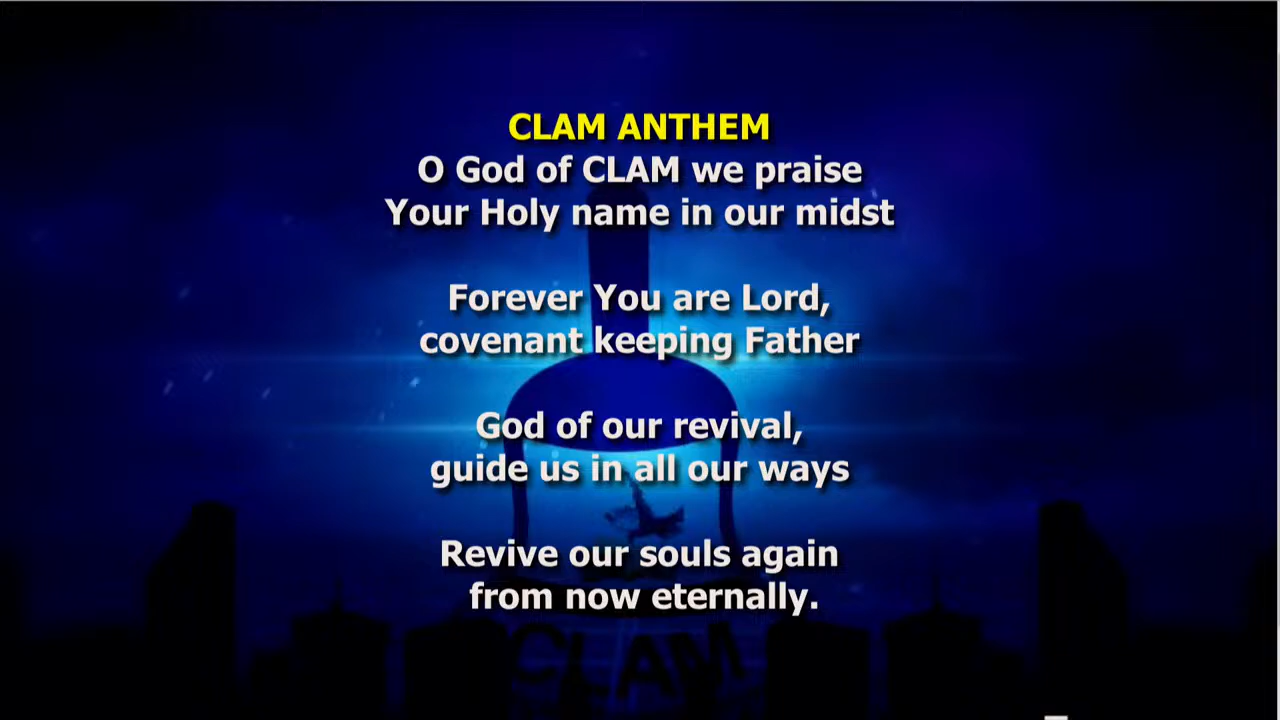 CLAM ANTHEM
O God of CLAM we praise
Your Holy name in our midst
Forever You are Lord,
covenant keeping Father
God of our revival,
guide us in all our ways
Revive our souls again
from now eternally.
CLAM